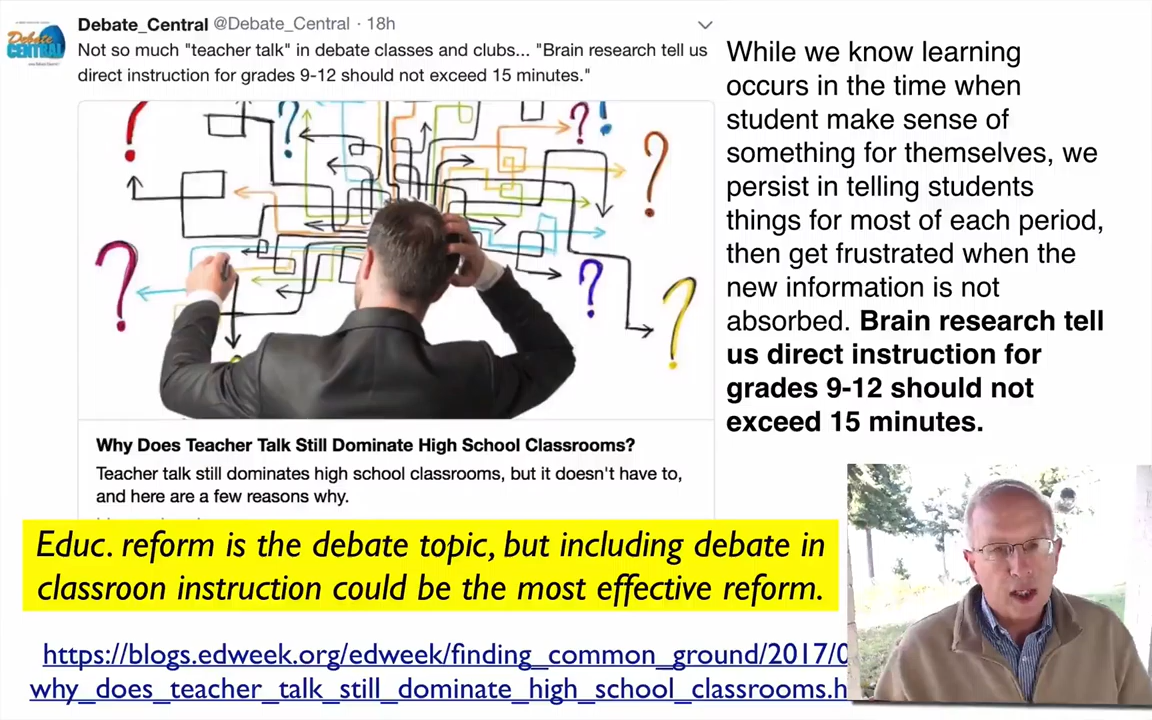 Debate_Central @Debate_Central · 18h
Not so much "teacher talk" in debate classes and clubs... "Brain research tell us
direct instruction for grades 9-12 should not exceed 15 minutes."
Debate
CENTRAL
? ? ? ? ? ? ?
Why Does Teacher Talk Still Dominate High School Classrooms?
Teacher talk still dominates high school classrooms, but it doesn't have to,
and here are a few reasons why.
While we know learning
occurs in the time when
student make sense of
something for themselves, we
persist in telling students
things for most of each period,
then get frustrated when the
new information is not
absorbed. Brain research tell
us direct instruction for
grades 9-12 should not
exceed 15 minutes.
Educ. reform is the debate topic, but including debate in
classroon instruction could be the most effective reform.
https://blogs.edweek.org/edweek/finding_common_ground/2017/0
why_does_teacher_talk_still_dominate_high_school_classrooms.h